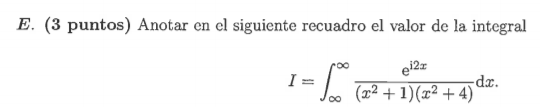 E. (3 puntos) Anotar en el siguiente recuadro el valor de la integral
I = ∫_∞^∞ e^{i2x} / (x² + 1)(x² + 4) dx.